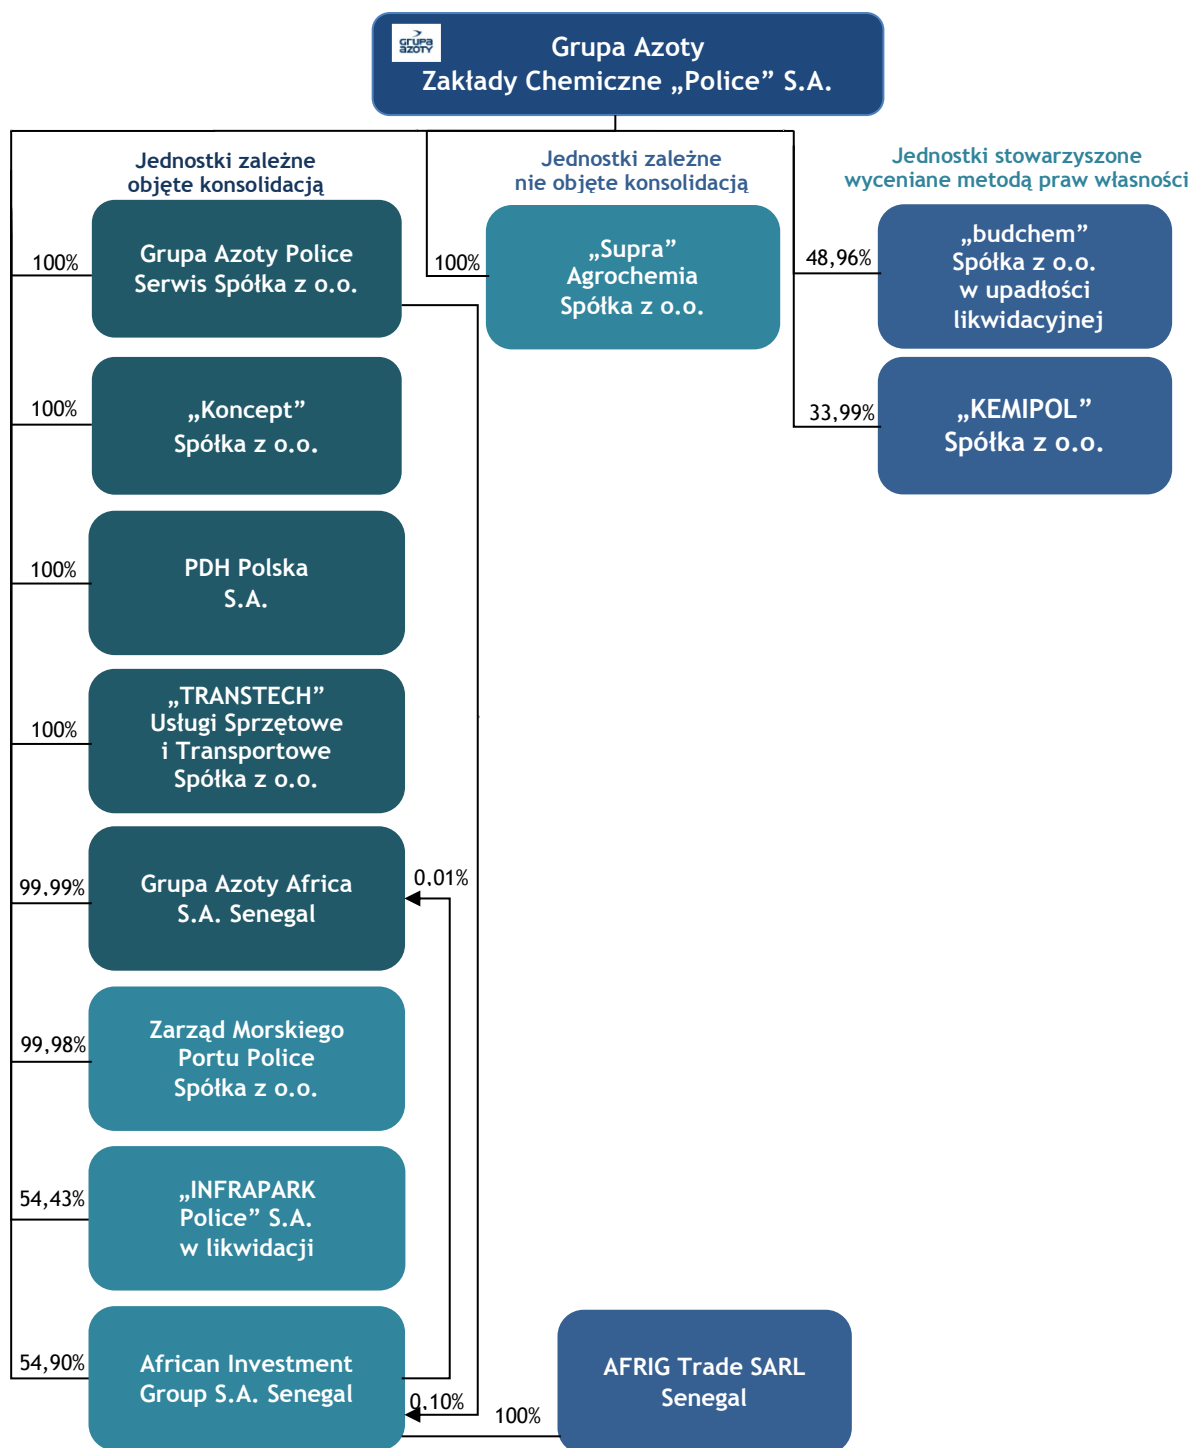 GRUPA
AZOTY
Grupa Azoty
Zakłady Chemiczne „Police” S.A.
Jednostki zależne
objęte konsolidacją
Jednostki zależne
nie objęte konsolidacją
Jednostki stowarzyszone
wyceniane metodą praw własności
100%
Grupa Azoty Police
Serwis Spółka z o.o.
100%
„Supra”
Agrochemia
Spółka z o.o.
48,96%
„budchem”
Spółka z o.o.
w upadłości
likwidacyjnej
100%
„Koncept”
Spółka z o.o.
33,99%
„KEMIPOL”
Spółka z o.o.
100%
PDH Polska
S.A.
100%
„TRANSTECH”
Usługi Sprzętowe
i Transportowe
Spółka z o.o.
99,99%
Grupa Azoty Africa
S.A. Senegal
0,01%
99,98%
Zarząd Morskiego
Portu Police
Spółka z o.o.
54,43%
„INFRAPARK
Police” S.A.
w likwidacji
54,90%
African Investment
Group S.A. Senegal
0,10%
100%
AFRIG Trade SARL
Senegal